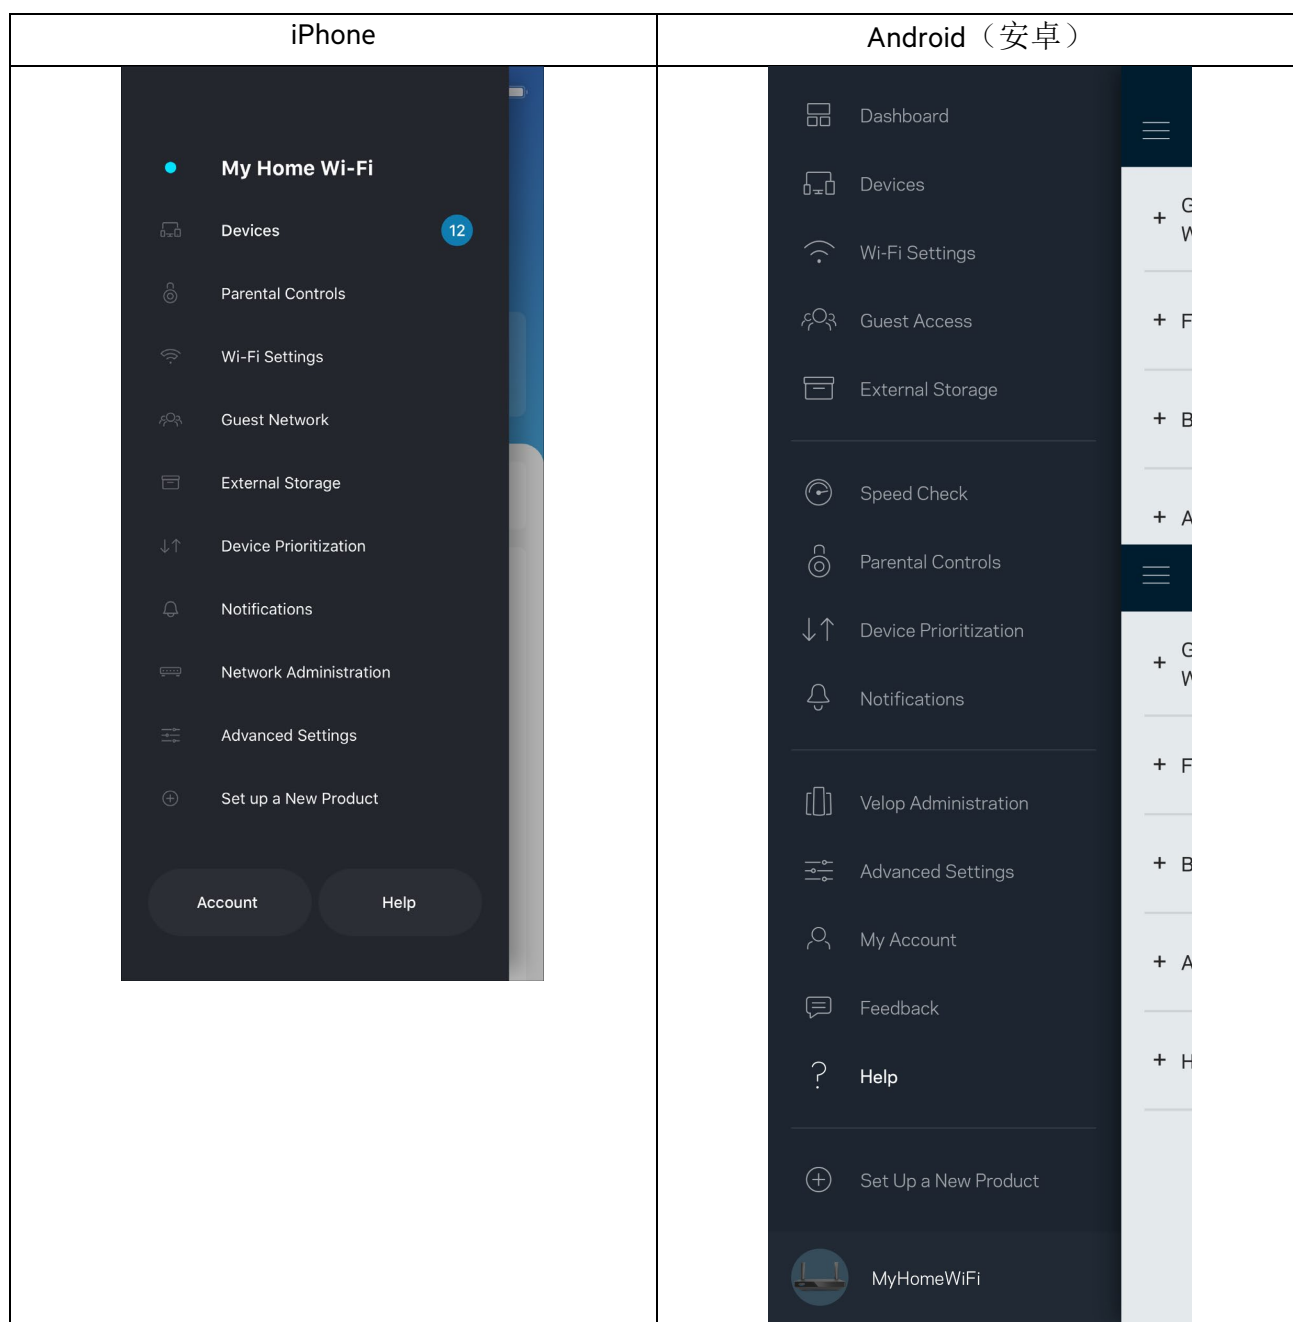 iPhone
Android（安卓）
My Home Wi-Fi
Devices 12
Parental Controls
Wi-Fi Settings
Guest Network
External Storage
Device Prioritization
Notifications
Network Administration
Advanced Settings
Set up a New Product
Account Help
Dashboard
Devices
Wi-Fi Settings
Guest Access
External Storage
Speed Check
Parental Controls
Device Prioritization
Notifications
Velop Administration
Advanced Settings
My Account
Feedback
? Help
Set Up a New Product
MyHomeWiFi
+ G
W
+ F
+ B
+ A
+ G
W
+ F
+ B
+ A
+ H